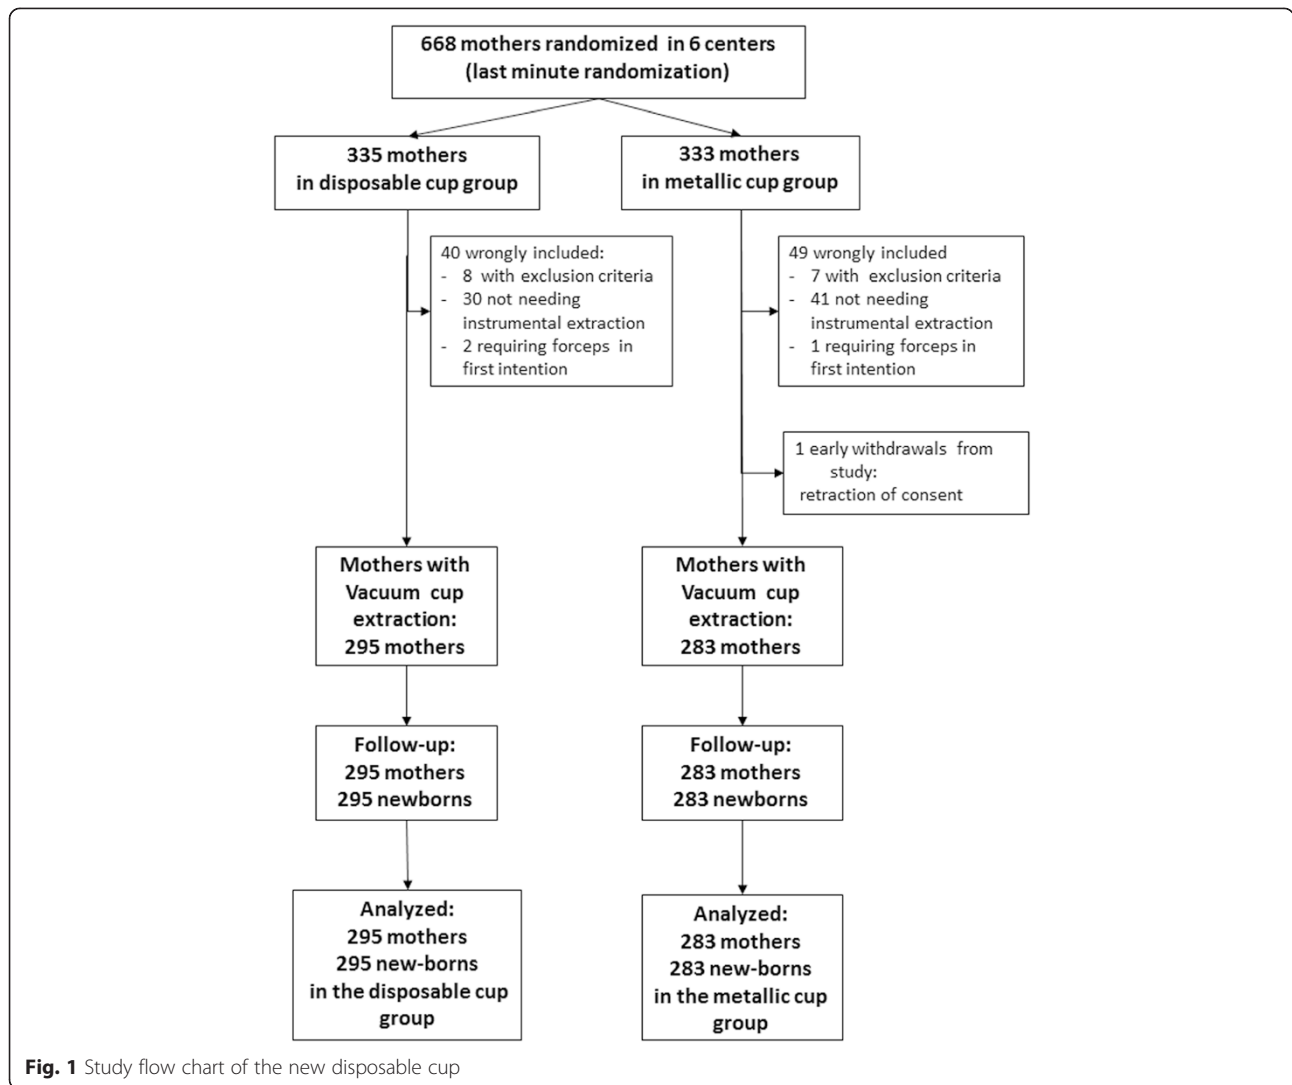 668 mothers randomized in 6 centers
(last minute randomization)
335 mothers
in disposable cup group
333 mothers
in metallic cup group
40 wrongly included:
- 8 with exclusion criteria
- 30 not needing
instrumental extraction
- 2 requiring forceps in
first intention
49 wrongly included
- 7 with exclusion criteria
- 41 not needing
instrumental extraction
- 1 requiring forceps in
first intention
1 early withdrawals from
study:
retraction of consent
Mothers with
Vacuum cup
extraction:
295 mothers
Mothers with
Vacuum cup
extraction:
283 mothers
Follow-up:
295 mothers
295 newborns
Follow-up:
283 mothers
283 newborns
Analyzed:
295 mothers
295 new-borns
in the disposable cup
group
Analyzed:
283 mothers
283 new-borns
in the metallic cup
group
Fig. 1 Study flow chart of the new disposable cup